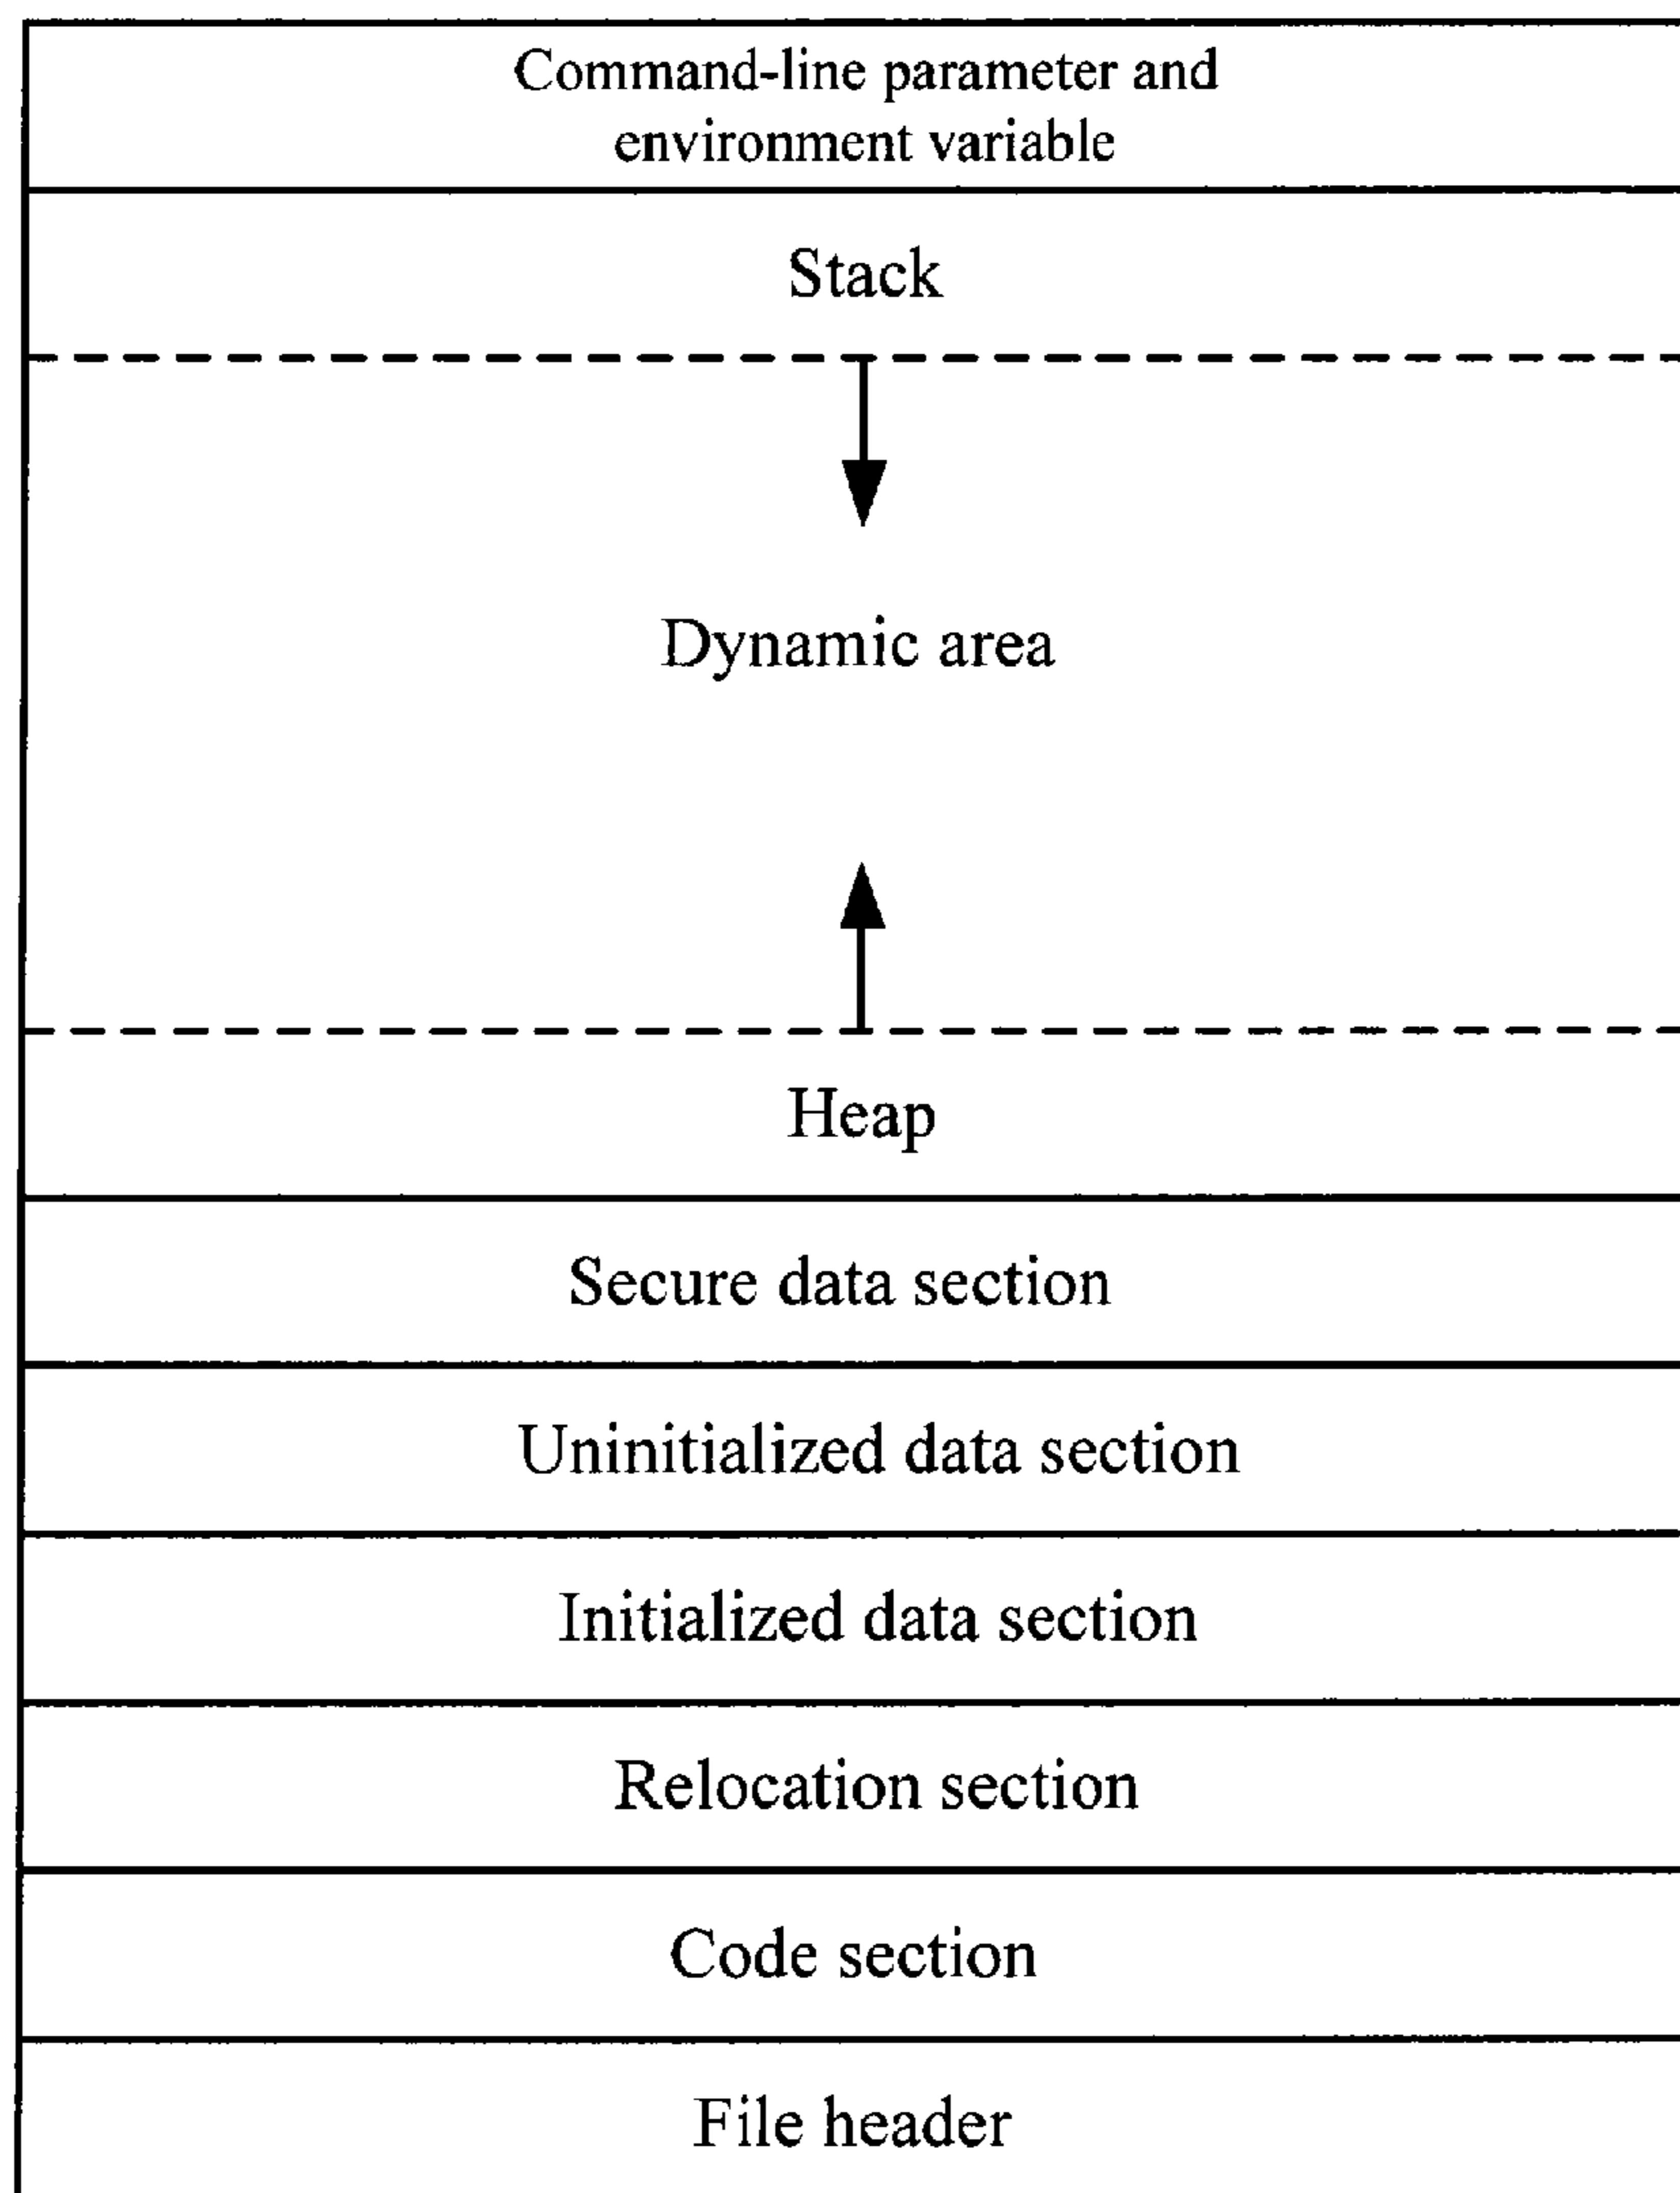 Command-line parameter and
environment variable
Stack
Dynamic area
Heap
Secure data section
Uninitialized data section
Initialized data section
Relocation section
Code section
File header